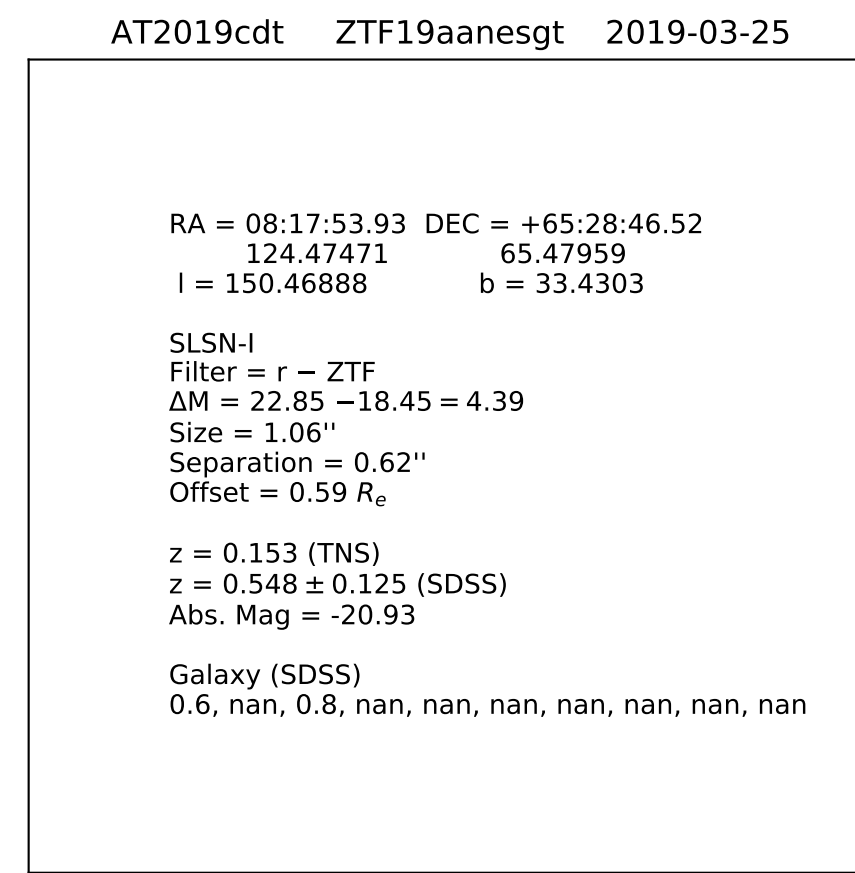 AT2019cdt ZTF19aanesgt 2019-03-25
RA = 08:17:53.93 DEC = +65:28:46.52
124.47471 65.47959
l = 150.46888 b = 33.4303
SLSN-I
Filter = r − ZTF
ΔM = 22.85 −18.45 = 4.39
Size = 1.06''
Separation = 0.62''
Offset = 0.59 Re
z = 0.153 (TNS)
z = 0.548 ± 0.125 (SDSS)
Abs. Mag = -20.93
Galaxy (SDSS)
0.6, nan, 0.8, nan, nan, nan, nan, nan, nan, nan